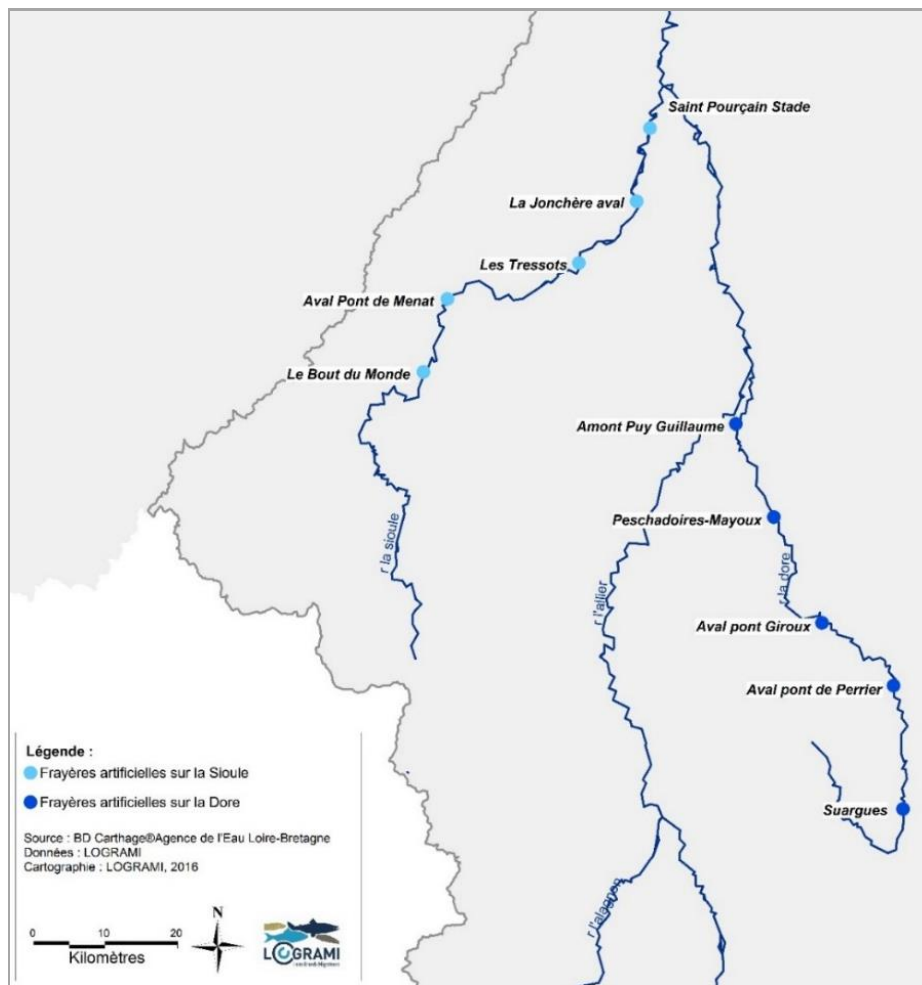 Saint Pourçain Stade
La Jonchère aval
Les Tressots
Aval Pont de Menat
Le Bout du Monde
Amont Puy Guillaume
Peschadoires-Mayoux
r la sioule
r l'allier
r la dore
Aval pont Giroux
Aval pont de Perrier
Suargues
r l'alagnon
Légende :
Frayères artificielles sur la Sioule
Frayères artificielles sur la Dore
Source : BD Carthage®Agence de l'Eau Loire-Bretagne
Données : LOGRAMI
Cartographie : LOGRAMI, 2016
N
0 10 20
Kilomètres
LOGRAMI